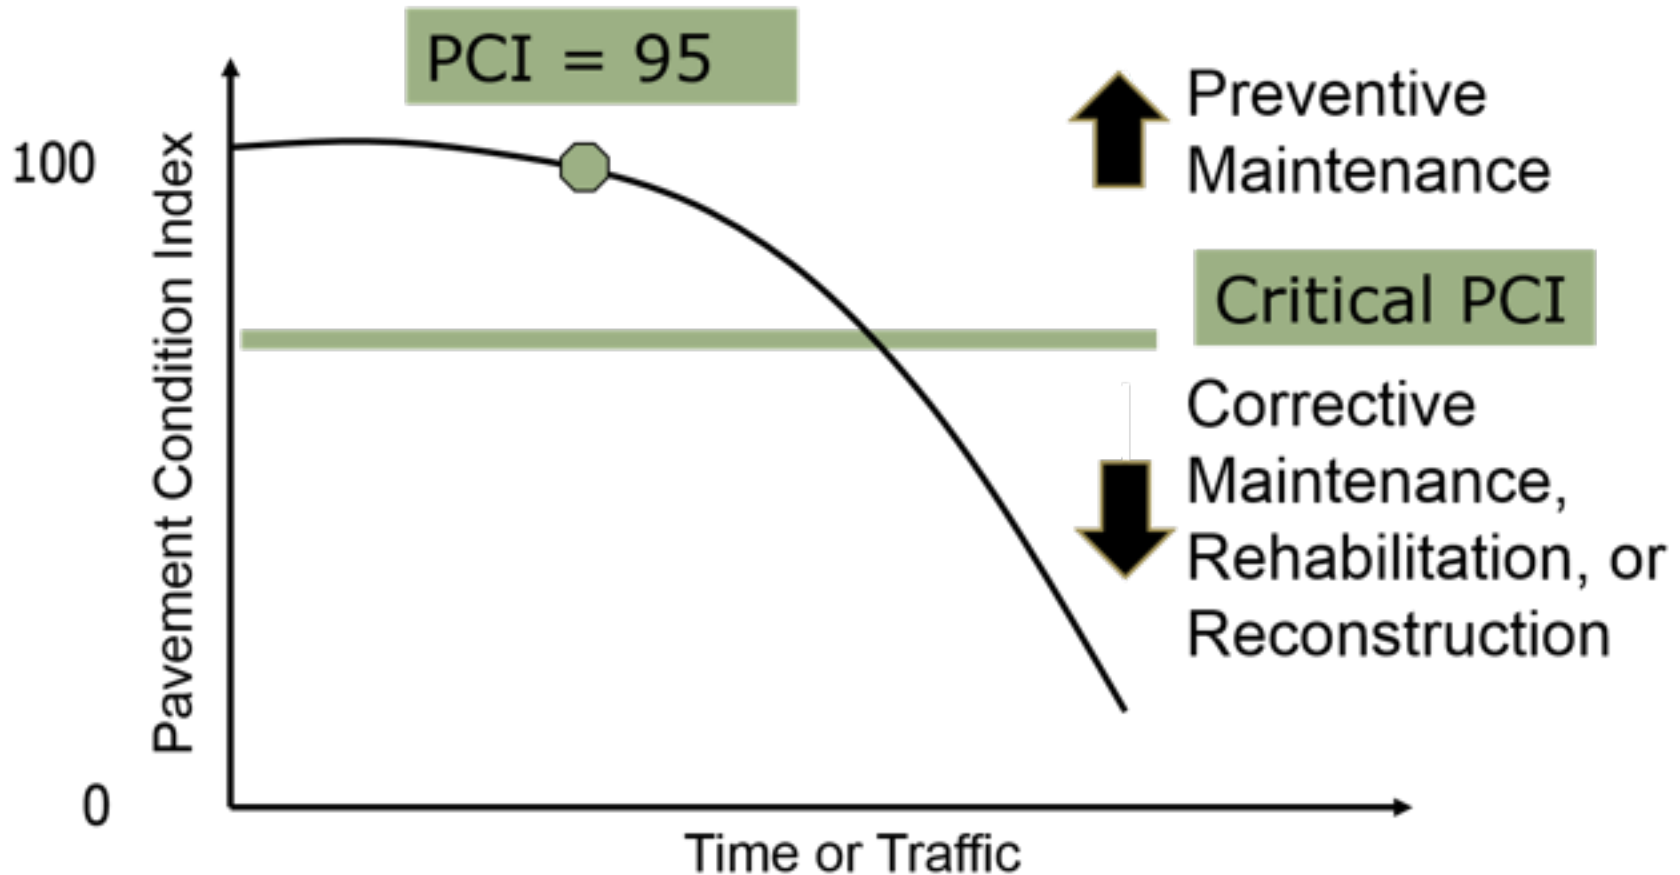 PCI = 95
100
Pavement Condition Index
0
Time or Traffic
Preventive
Maintenance
Critical PCI
Corrective
Maintenance,
Rehabilitation, or
Reconstruction